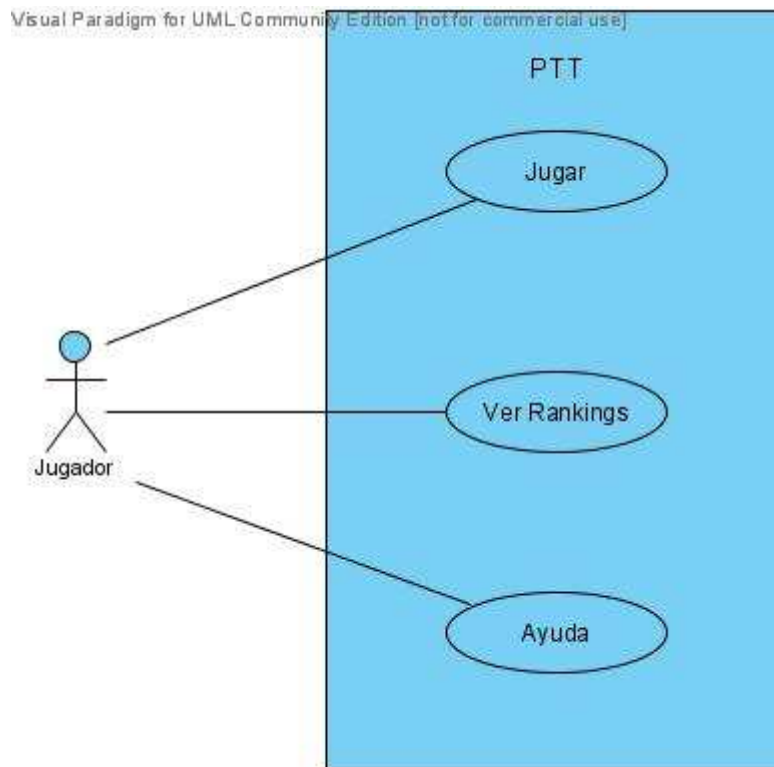 Visual Paradigm for UML Community Edition [not for commercial use]
PTT
Jugar
Ver Rankings
Jugador
Ayuda